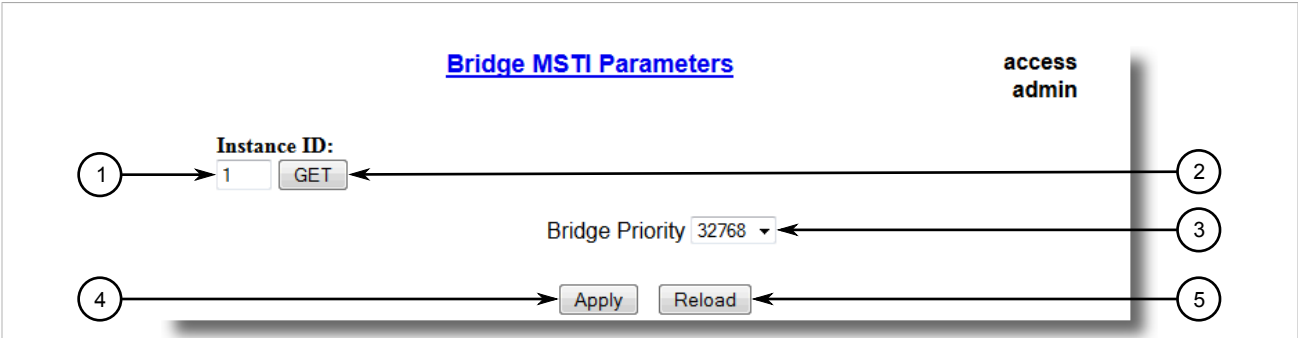 Bridge MSTI Parameters
access
admin
Instance ID:
1 1 GET 2
Bridge Priority 32768 3
4 Apply Reload 5